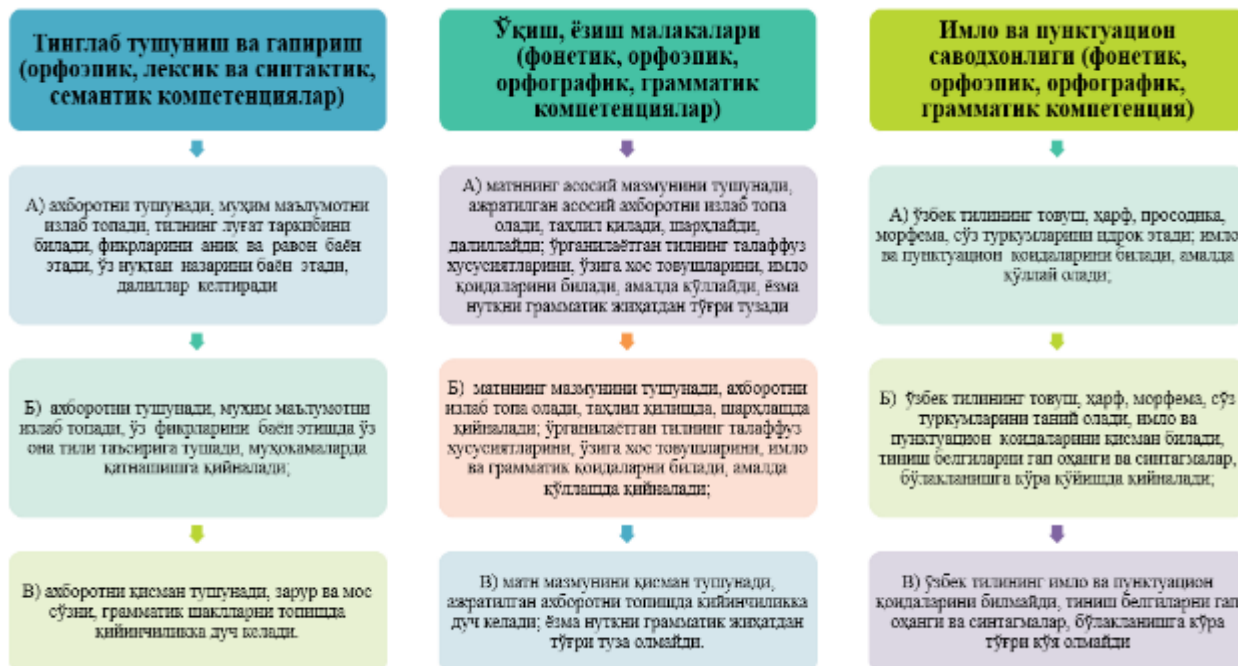 Тинглаб тушуниш ва гапириш
(орфоэпик, лексик ва синтактик,
семантик компетенциялар)
А) ахборотни тушунади, муҳим маълумотни
излаб топади, тилнинг луғат таркибини
билади, фикрларини аниқ ва равон баён
этади, ўз нуқтаи назарини баён этади,
далиллар келтиради
Б) ахборотни тушунади, муҳим маълумотни
излаб топади, ўз фикрларини баён этишда ўз
она тили таъсирига тушади, муҳокамаларда
қатнашишга қийналади;
В) ахборотни қисман тушунади, зарур ва мос
сўзни, грамматик шаклларни топишда
қийинчиликка дуч келади.
Ўқиш, ёзиш малакалари
(фонетик, орфоэпик,
орфографик, грамматик
компетенциялар)
А) матннинг асосий мазмунини тушунади,
ажратилган асосий ахборотни излаб топа
олади, таҳлил қилади, шарҳлайди,
далиллайди; ўрганилаётган тилнинг талаффуз
хусусиятларини, ўзига хос товушларини, имло
қоидаларини билади, амалда қўллайди, ёзма
нутқни грамматик жиҳатдан тўғри тузади
Б) матннинг мазмунини тушунади, ахборотни
излаб топа олади, таҳлил қилишда, шарҳлашда
қийналади; ўрганилаётган тилнинг талаффуз
хусусиятларини, ўзига хос товушларини, имло
ва грамматик қоидаларни билади, амалда
қўллашда қийналади;
В) матн мазмунини қисман тушунади,
ажратилган ахборотни топишда қийинчиликка
дуч келади; ёзма нутқни грамматик жиҳатдан
тўғри туза олмайди.
Имло ва пунктуацион
саводхонлиги (фонетик,
орфоэпик, орфографик,
грамматик компетенция)
А) ўзбек тилининг товуш, ҳарф, просодика,
морфема, сўз туркумларини идрок этади; имло
ва пунктуацион қоидаларини билади, амалда
қўллай олади;
Б) ўзбек тилининг товуш, ҳарф, морфема, сўз
туркумларини таний олади, имло ва
пунктуацион қоидаларини қисман билади,
тиниш белгиларни гап оҳанги ва синтагмалар,
бўлакланишга кўра қўйишда қийналади;
В) ўзбек тилининг имло ва пунктуацион
қоидаларини билмайди, тиниш белгиларни гап
оҳанги ва синтагмалар, бўлакланишга кўра
тўғри қўя олмайди